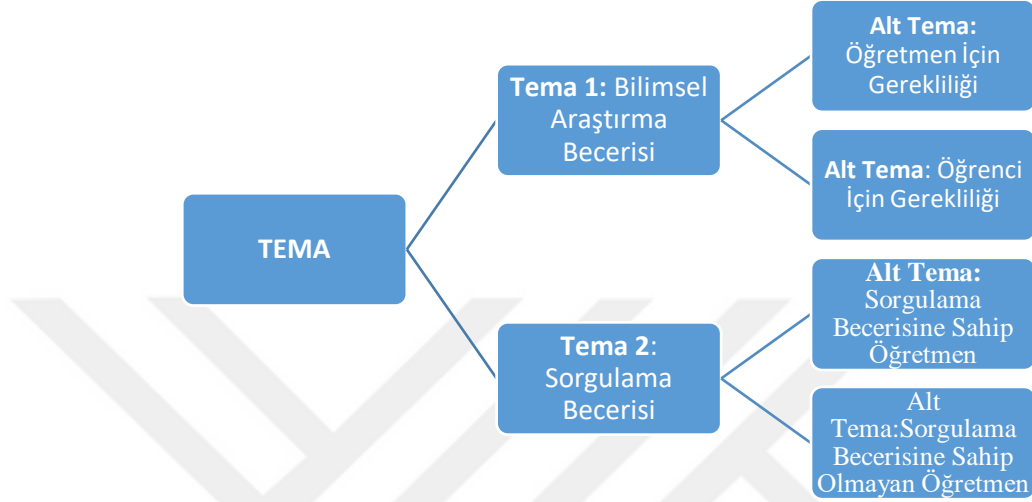 TEMA
Tema 1: Bilimsel
Araştırma
Becerisi
Alt Tema:
Öğretmen İçin
Gerekliliği
Alt Tema: Öğrenci
İçin Gerekliliği
Tema 2:
Sorgulama
Becerisi
Alt Tema:
Sorgulama
Becerisine Sahip
Öğretmen
Alt
Tema:Sorgulama
Becerisine Sahip
Olmayan Öğretmen